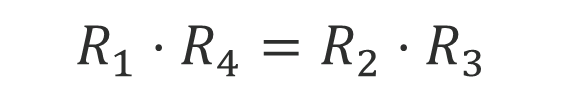 R₁ · R₄ = R₂ · R₃